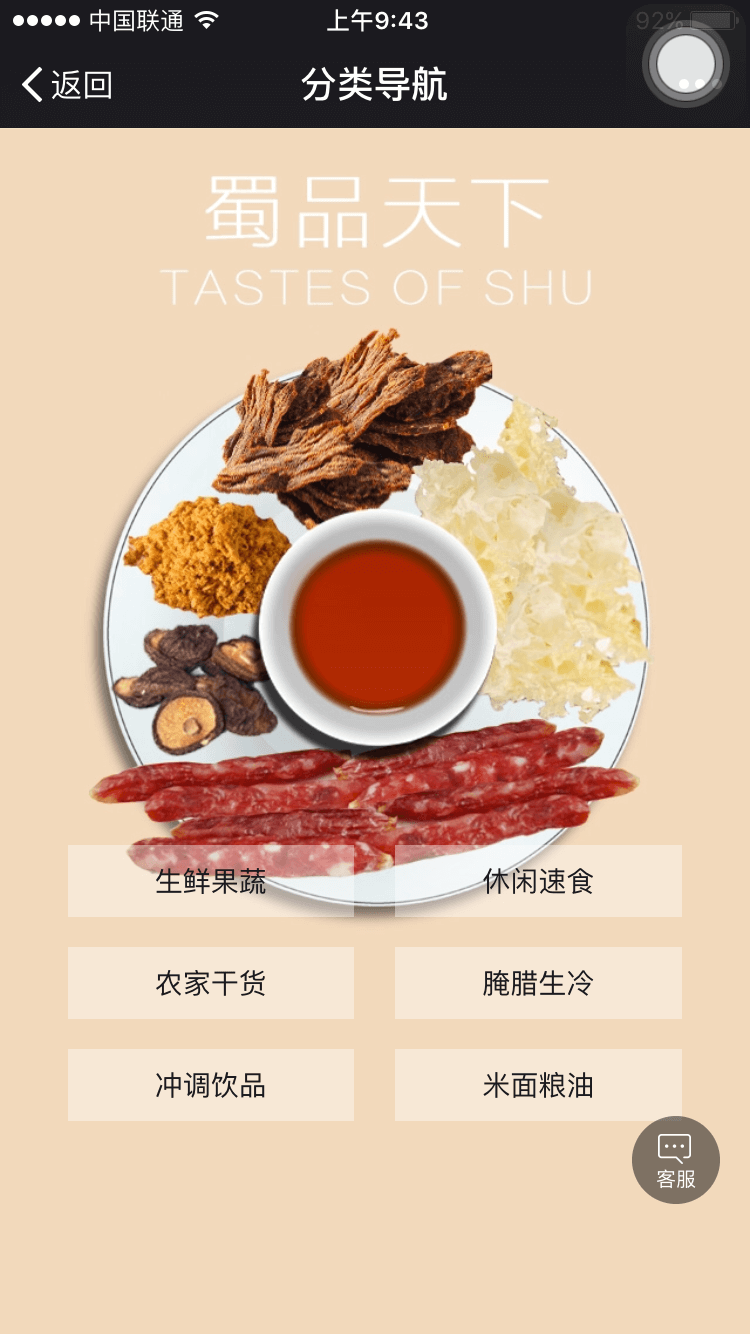 中国联通 上午9:43 92%
返回 分类导航
蜀品天下
TASTES OF SHU
生鲜果蔬 休闲速食
农家干货 腌腊生冷
冲调饮品 米面粮油
客服